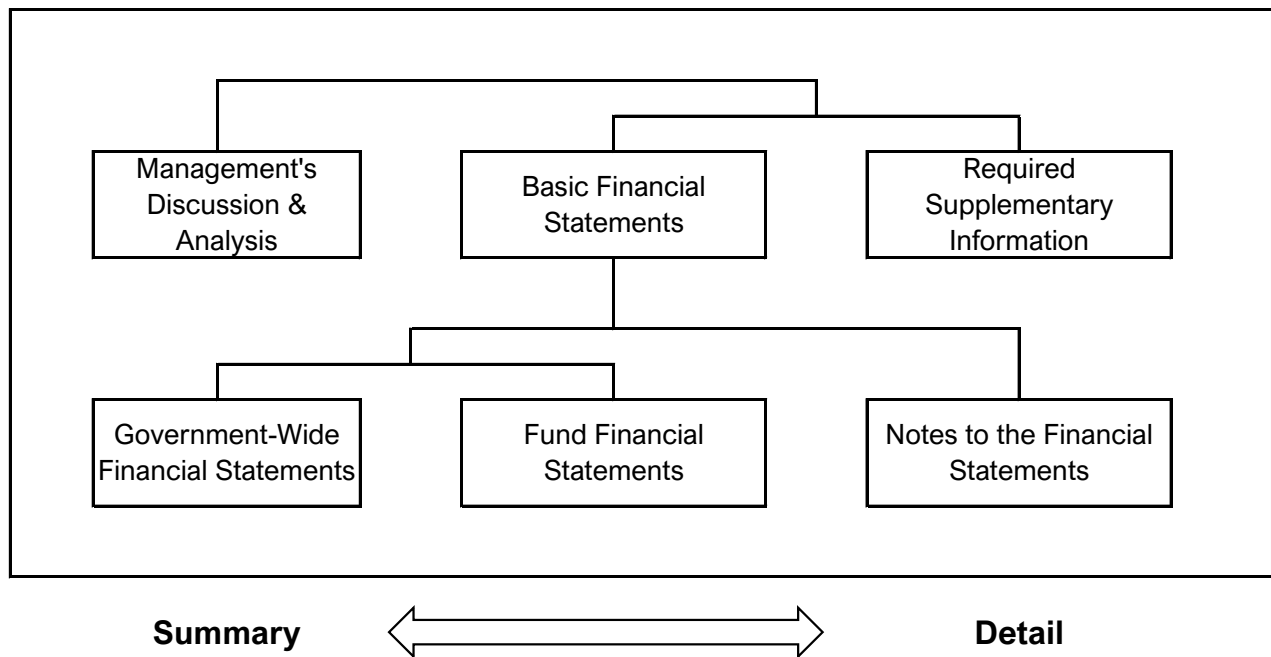 Management's
Discussion &
Analysis
Basic Financial
Statements
Required
Supplementary
Information
Government-Wide
Financial Statements
Fund Financial
Statements
Notes to the Financial
Statements
Summary
Detail